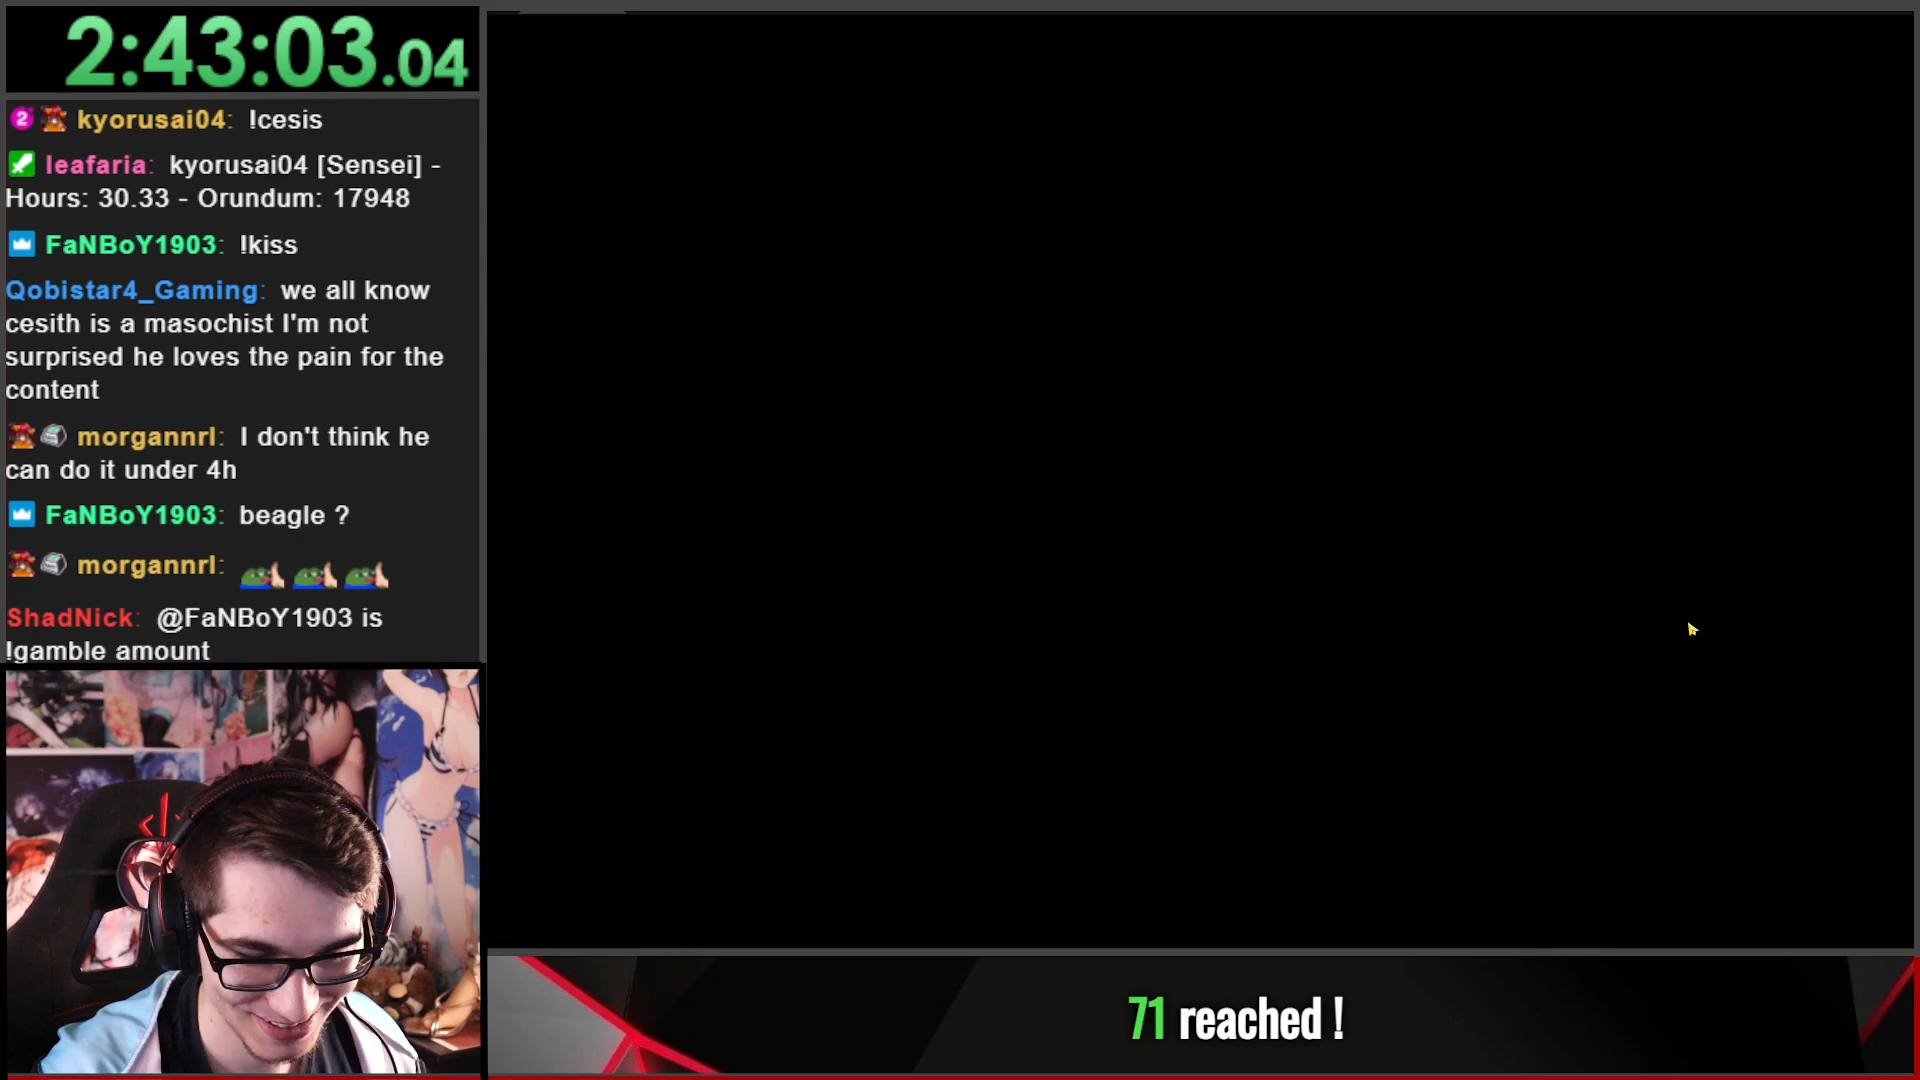 2:43:03.04
2 kyorusai04: !cesis
leafaria: kyorusai04 [Sensei] -
Hours: 30.33 - Orundum: 17948
FaNBoY1903: !kiss
Qobistar4_Gaming: we all know
cesith is a masochist I'm not
surprised he loves the pain for the
content
morgannrl: I don't think he
can do it under 4h
FaNBoY1903: beagle ?
morgannrl:
ShadNick: @FaNBoY1903 is
!gamble amount
71 reached !